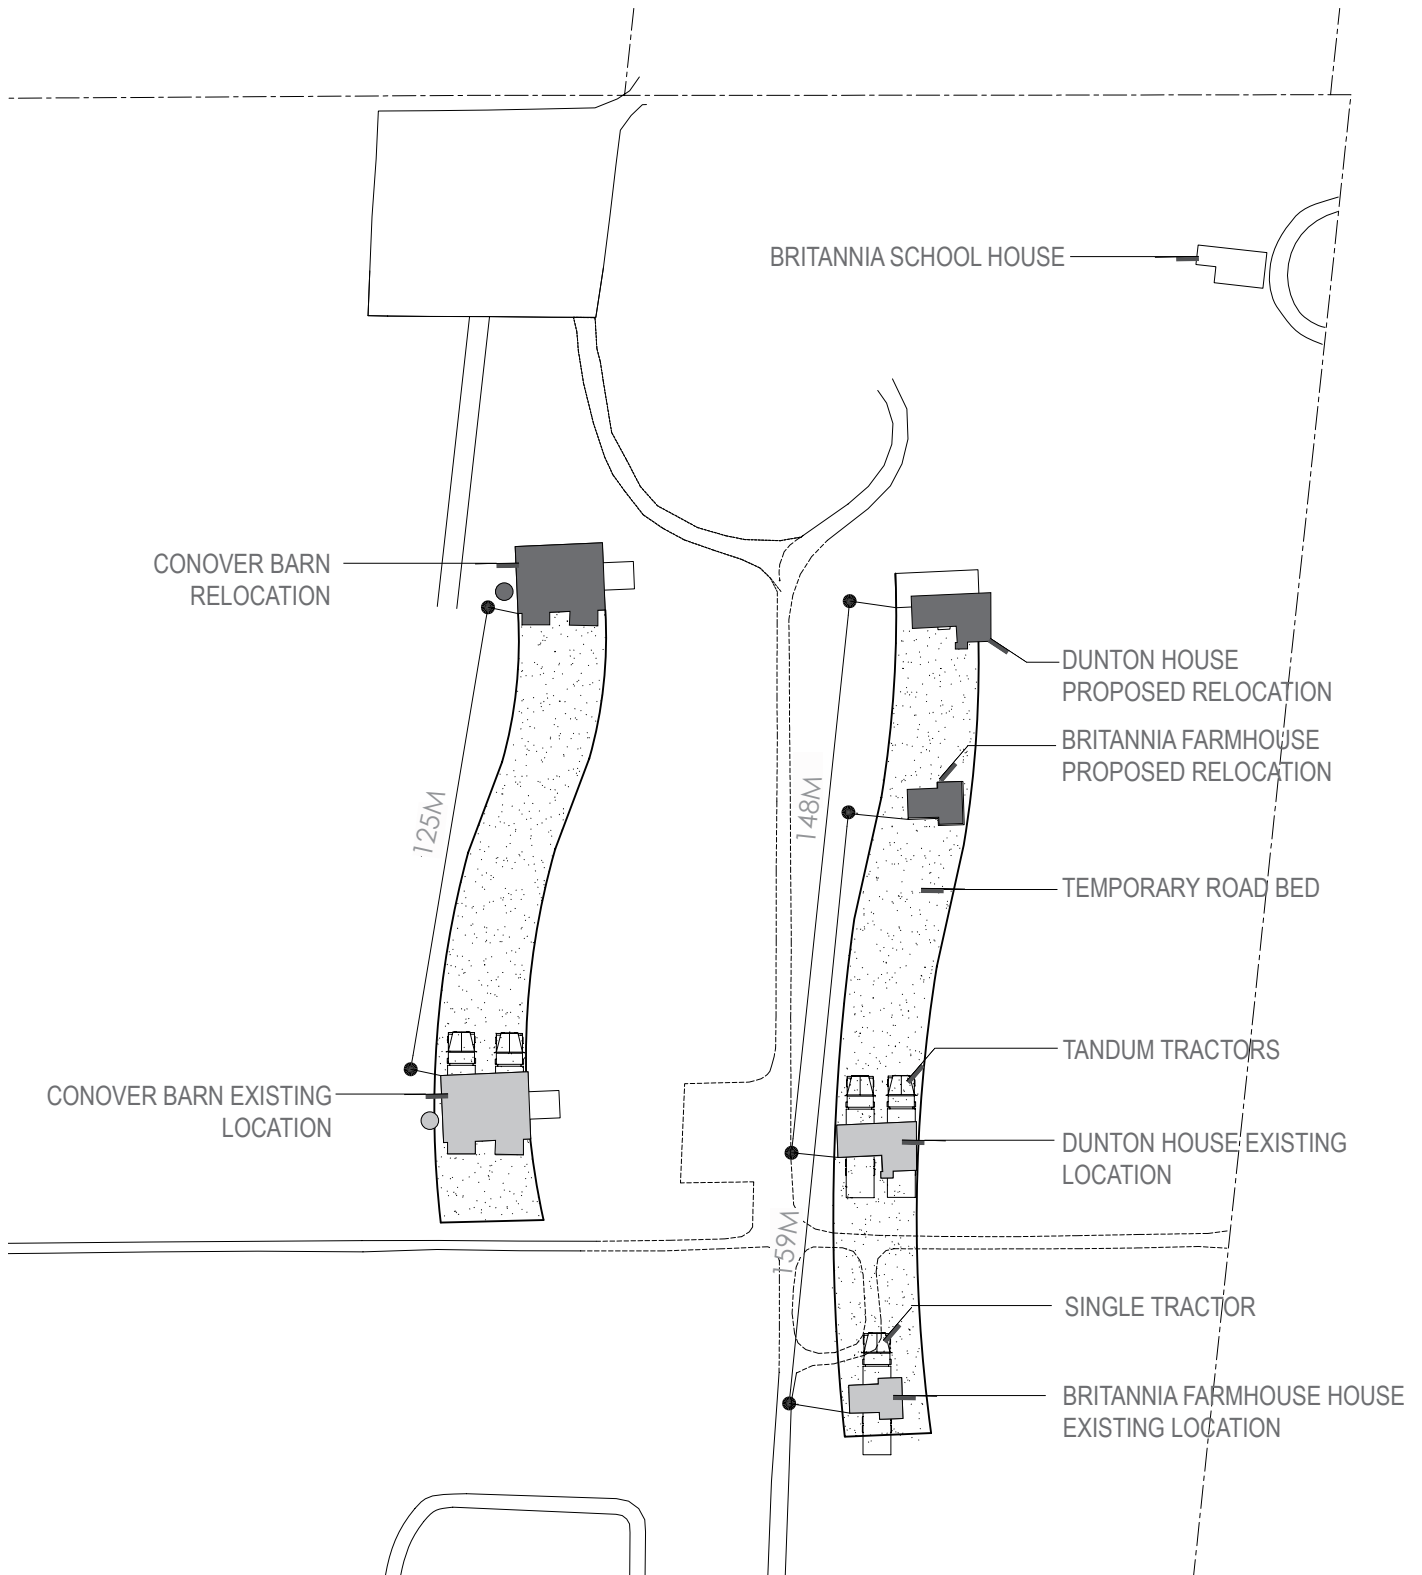 BRITANNIA SCHOOL HOUSE
CONOVER BARN
RELOCATION
DUNTON HOUSE
PROPOSED RELOCATION
BRITANNIA FARMHOUSE
PROPOSED RELOCATION
125M
148M
TEMPORARY ROAD BED
TANDUM TRACTORS
CONOVER BARN EXISTING
LOCATION
DUNTON HOUSE EXISTING
LOCATION
159M
SINGLE TRACTOR
BRITANNIA FARMHOUSE HOUSE
EXISTING LOCATION